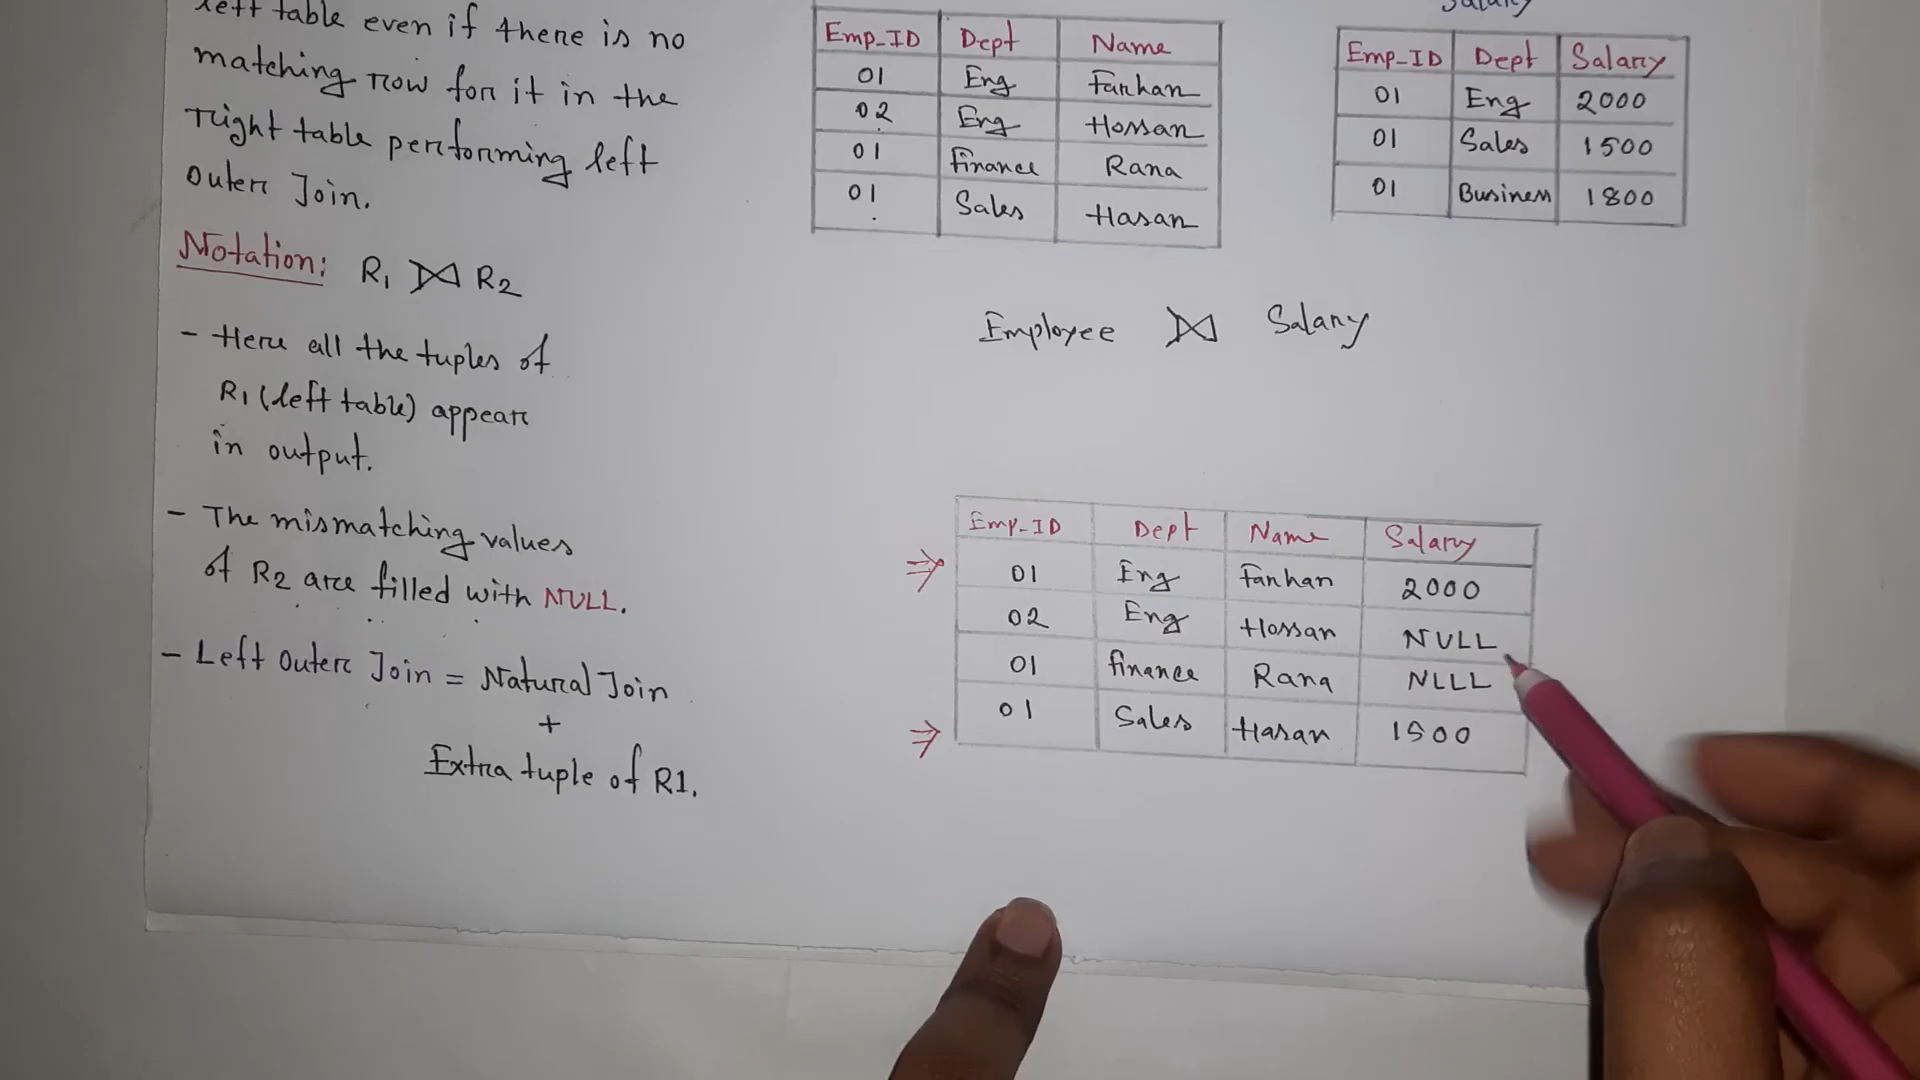 left table even if there is no
matching row for it in the
right table performing left
outer Join.
Notation: R1 ⟕ R2
- Here all the tuples of
R1 (left table) appear
in output.
- The mismatching values
of R2 are filled with NULL.
- Left Outer Join = Natural Join
+
Extra tuple of R1.
Emp_ID Dept Name
01 Eng Farhan
02 Eng Hossan
01 Finance Rana
01 Sales Hasan
Salary
Emp_ID Dept Salary
01 Eng 2000
01 Sales 1500
01 Business 1800
Employee ⟕ Salary
Emp_ID Dept Name Salary
⇒ 01 Eng Farhan 2000
02 Eng Hossan NULL
01 finance Rana NLLL
⇒ 01 Sales Hasan 1500